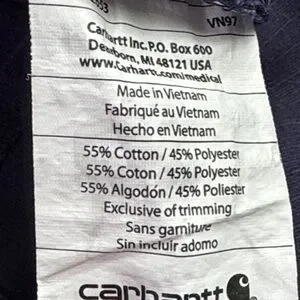 VN97
Carhartt Inc. P.O. Box 600
Dearborn, MI 48121 USA
www.Carhartt.com/medical
Made in Vietnam
Fabriqué au Vietnam
Hecho en Vietnam
55% Cotton / 45% Polyester
55% Coton / 45% Polyester
55% Algodón / 45% Poliester
Exclusive of trimming
Sans garniture
Sin incluir adorno
carhartt